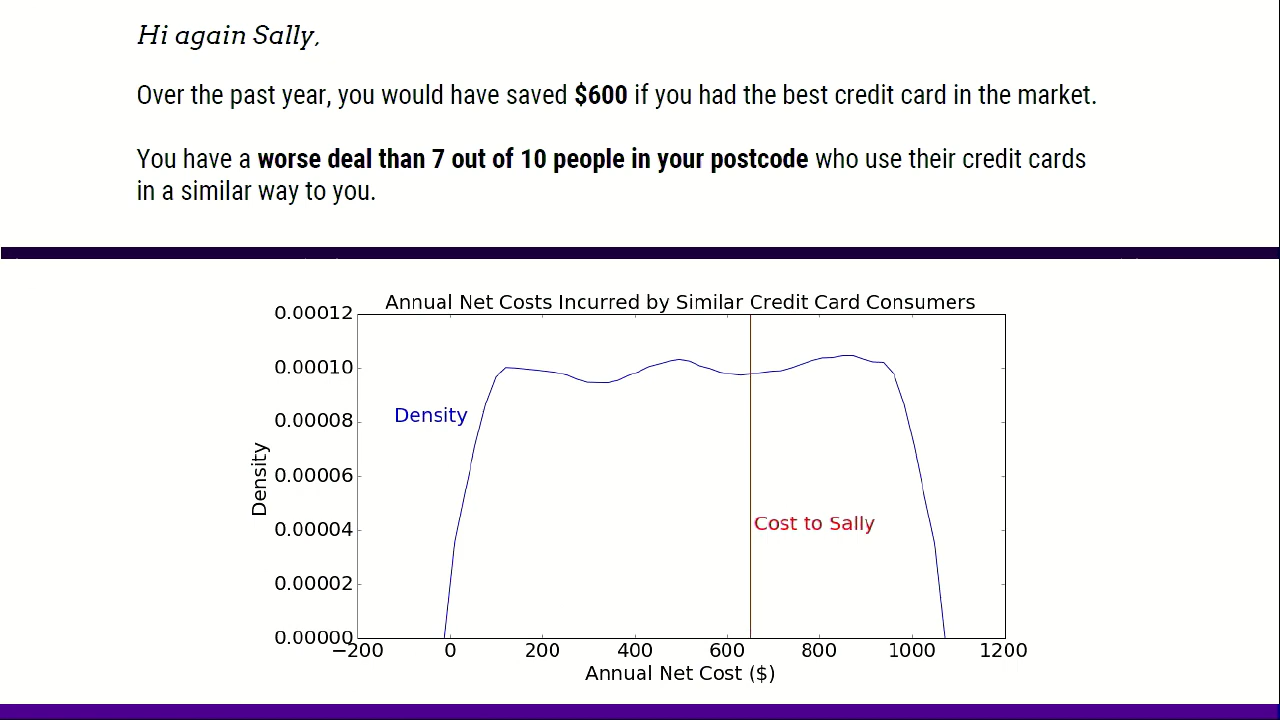 Hi again Sally,
Over the past year, you would have saved $600 if you had the best credit card in the market.
You have a worse deal than 7 out of 10 people in your postcode who use their credit cards
in a similar way to you.
Annual Net Costs Incurred by Similar Credit Card Consumers
0.00012
0.00010
0.00008
0.00006
0.00004
0.00002
0.00000
Density
Density
Cost to Sally
−200 0 200 400 600 800 1000 1200
Annual Net Cost ($)